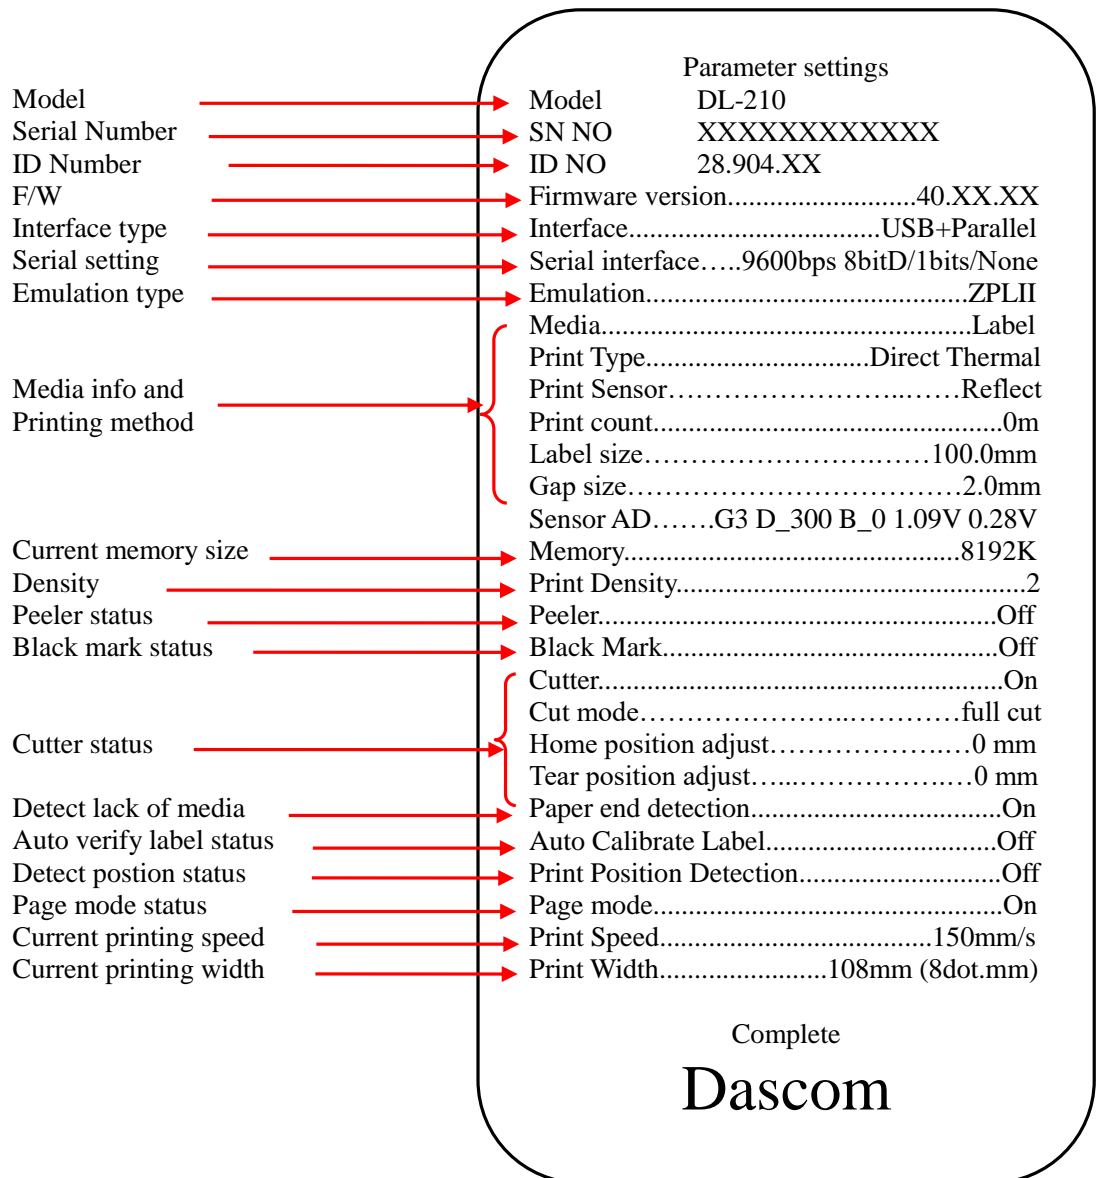 Parameter settings
Model Model DL-210
Serial Number SN NO XXXXXXXXXXXX
ID Number ID NO 28.904.XX
F/W Firmware version..........................40.XX.XX
Interface type Interface......................................USB+Parallel
Serial setting Serial interface…..9600bps 8bitD/1bits/None
Emulation type Emulation.................................................ZPLII
Media........................................................Label
Print Type..................................Direct Thermal
Media info and Print Sensor……………………..……Reflect
Printing method Print count.....................................................0m
Label size…………………….……100.0mm
Gap size……………………………2.0mm
Sensor AD…….G3 D_300 B_0 1.09V 0.28V
Current memory size Memory...................................................8192K
Density Print Density.....................................................2
Peeler status Peeler................................................................Off
Black mark status Black Mark...................................................Off
Cutter.............................................................On
Cut mode………………..…………full cut
Cutter status Home position adjust…………………0 mm
Tear position adjust…..………………0 mm
Detect lack of media Paper end detection......................................On
Auto verify label status Auto Calibrate Label...................................Off
Detect postion status Print Position Detection...............................Off
Page mode status Page mode.....................................................On
Current printing speed Print Speed.........................................150mm/s
Current printing width Print Width.........................108mm (8dot.mm)
Complete
Dascom